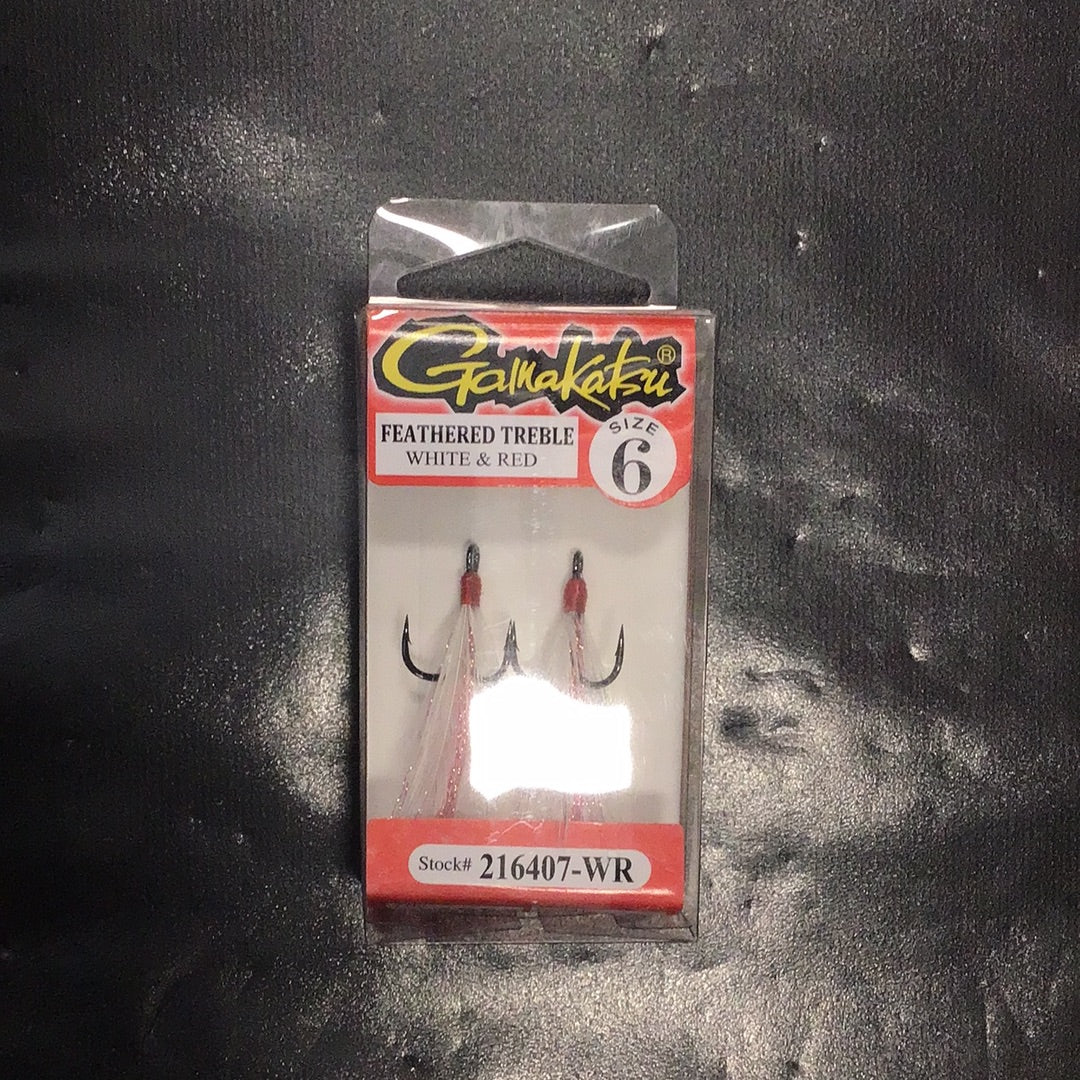 Gamakatsu®
FEATHERED TREBLE
WHITE & RED
SIZE
6
Stock# 216407-WR